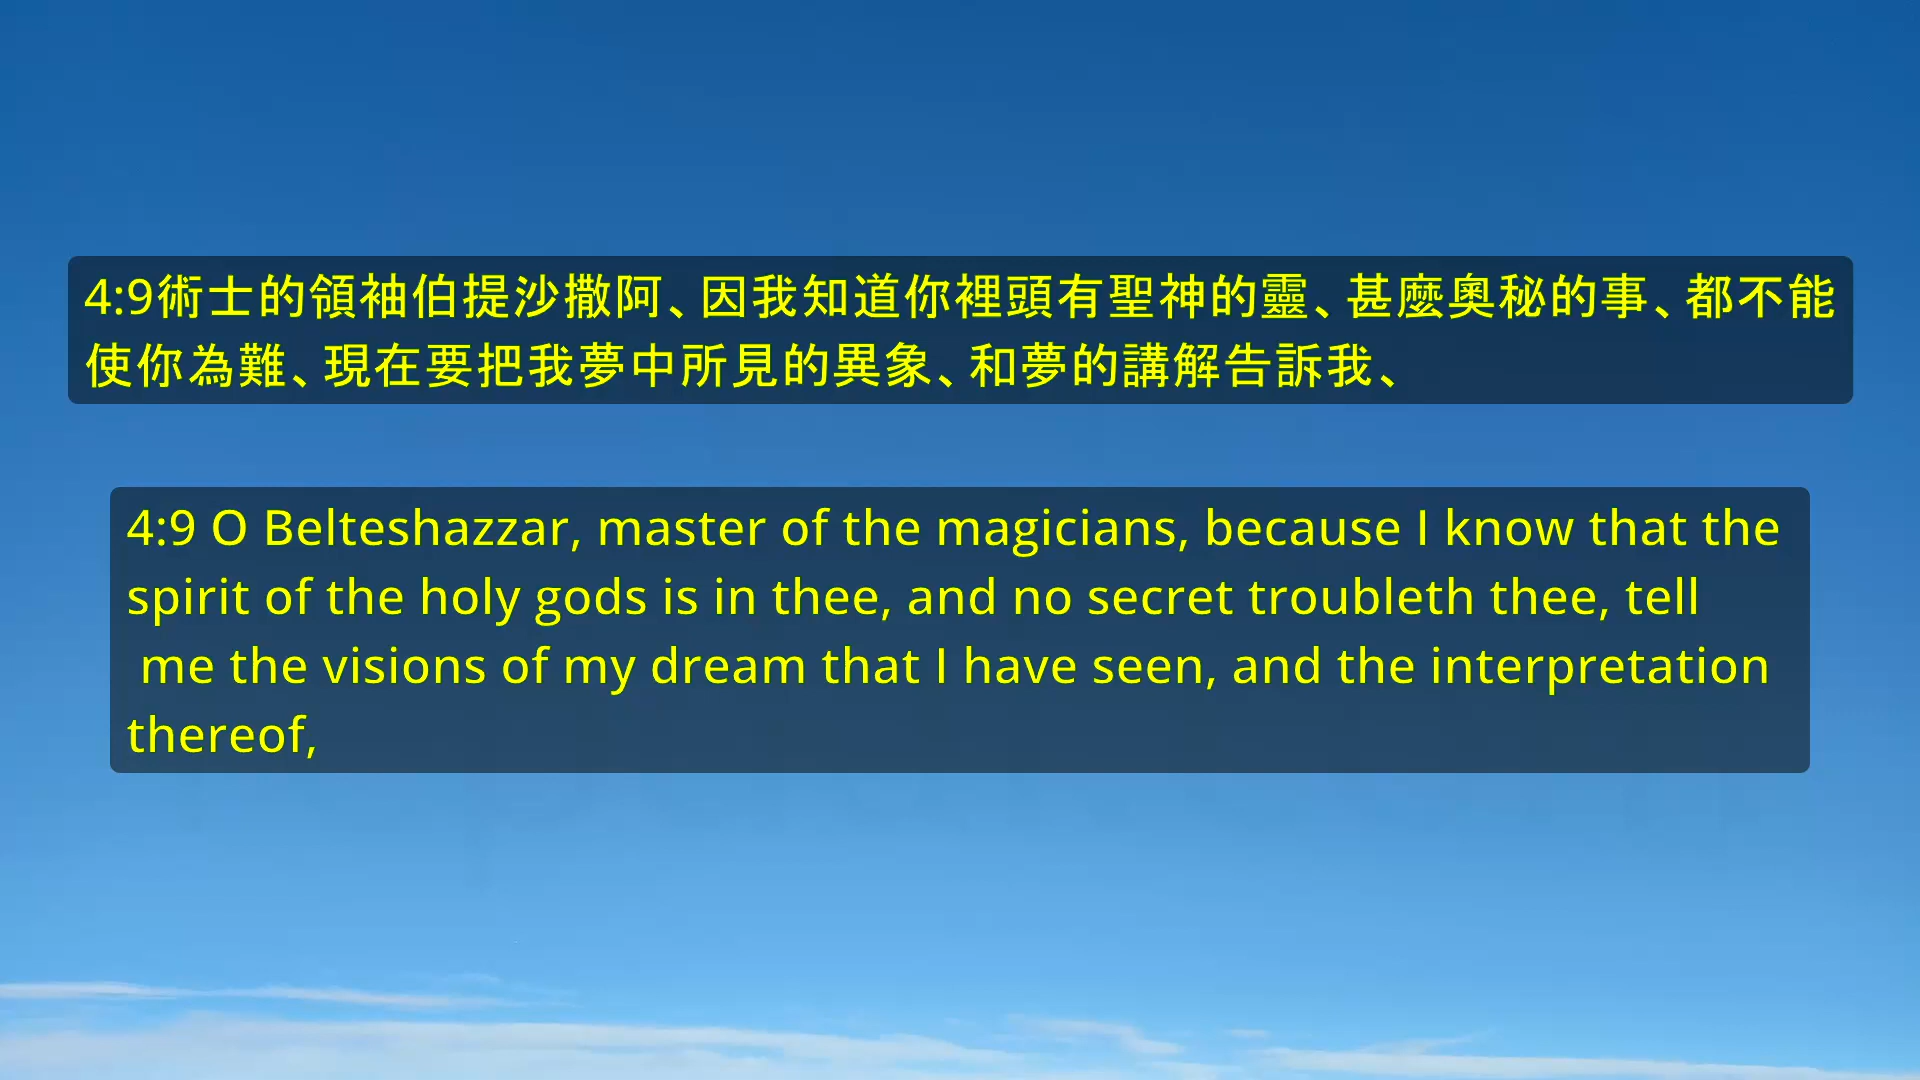 4:9術士的領袖伯提沙撒阿、因我知道你裡頭有聖神的靈、甚麼奧秘的事、都不能
使你為難、現在要把我夢中所見的異象、和夢的講解告訴我、
4:9 O Belteshazzar, master of the magicians, because I know that the
spirit of the holy gods is in thee, and no secret troubleth thee, tell
me the visions of my dream that I have seen, and the interpretation
thereof,